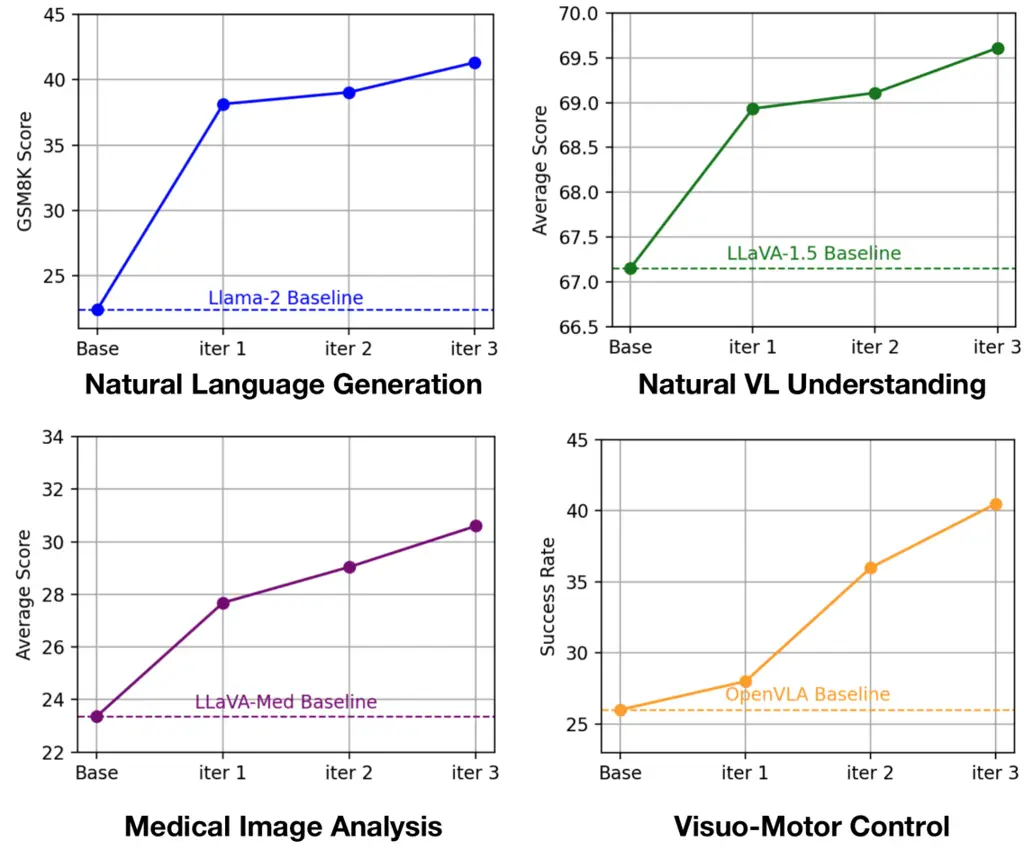 45
40
35
30
25
GSM8K Score
Llama-2 Baseline
Base iter 1 iter 2 iter 3
Natural Language Generation
70.0
69.5
69.0
68.5
68.0
67.5
67.0
66.5
Average Score
LLaVA-1.5 Baseline
Base iter 1 iter 2 iter 3
Natural VL Understanding
34
32
30
28
26
24
22
Average Score
LLaVA-Med Baseline
Base iter 1 iter 2 iter 3
Medical Image Analysis
45
40
35
30
25
Success Rate
OpenVLA Baseline
Base iter 1 iter 2 iter 3
Visuo-Motor Control